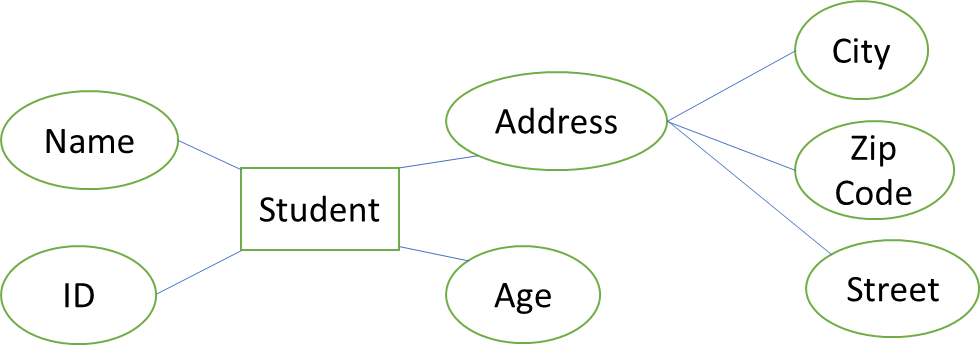 City
Address
Name
Zip
Code
Student
ID
Age
Street